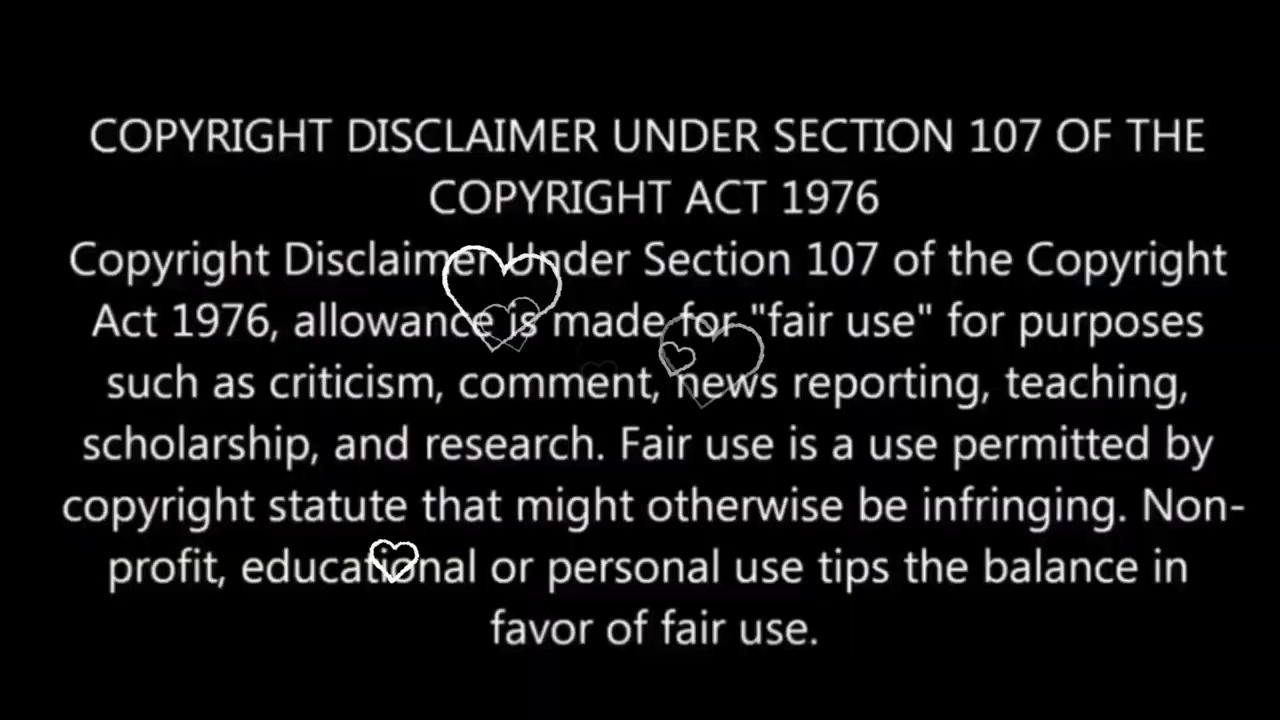 COPYRIGHT DISCLAIMER UNDER SECTION 107 OF THE
COPYRIGHT ACT 1976
Copyright Disclaimer Under Section 107 of the Copyright
Act 1976, allowance is made for "fair use" for purposes
such as criticism, comment, news reporting, teaching,
scholarship, and research. Fair use is a use permitted by
copyright statute that might otherwise be infringing. Non-
profit, educational or personal use tips the balance in
favor of fair use.